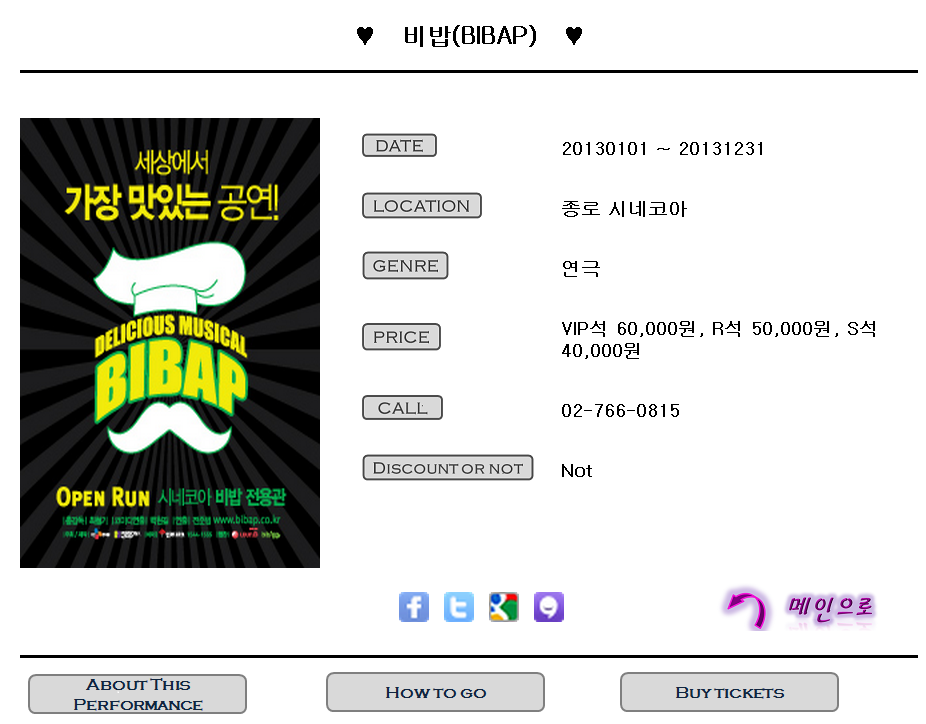 ♥ 비밥(BIBAP) ♥
세상에서
가장 맛있는 공연!
DELICIOUS MUSICAL
BIBAP
OPEN RUN 시네코아 비밥 전용관
www.bibap.co.kr
DATE 20130101 ~ 20131231
LOCATION 종로 시네코아
GENRE 연극
PRICE VIP석 60,000원, R석 50,000원, S석
40,000원
CALL 02-766-0815
DISCOUNT OR NOT Not
메인으로
ABOUT THIS
PERFORMANCE
HOW TO GO
BUY TICKETS